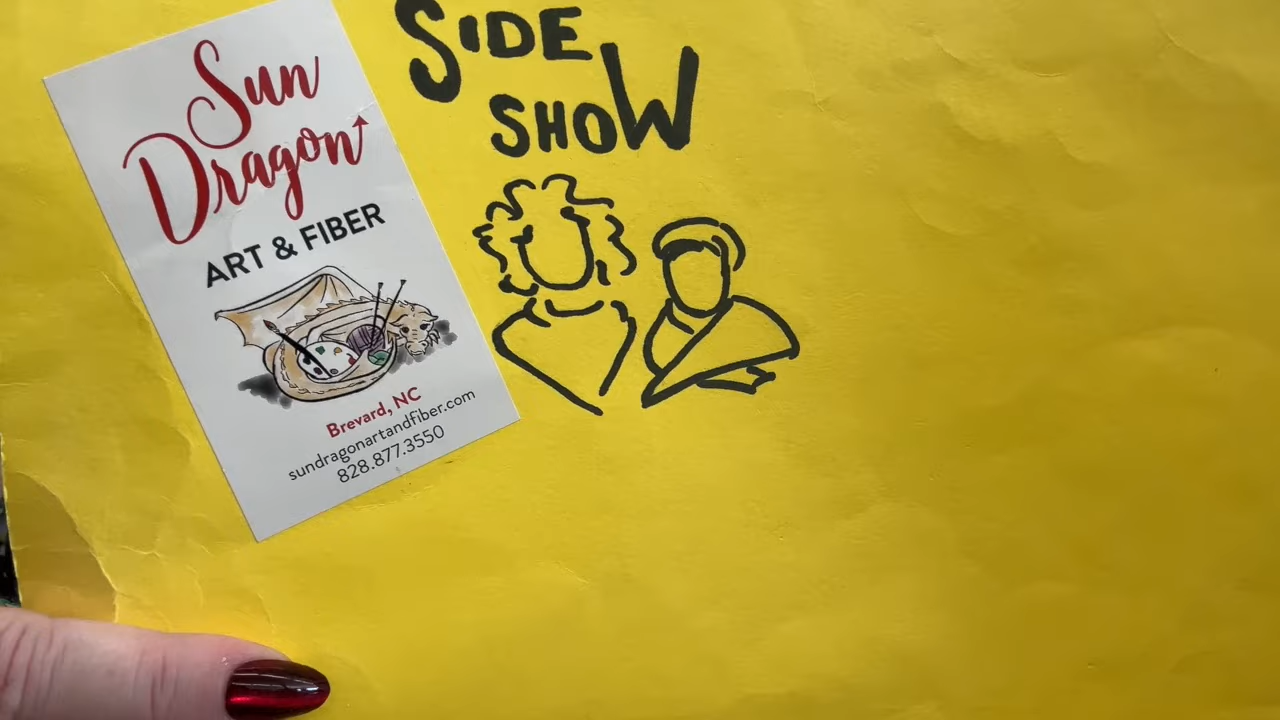 Sun
Dragon
ART & FIBER
Brevard, NC
sundragonartandfiber.com
828.877.3550
SIDE
SHOW